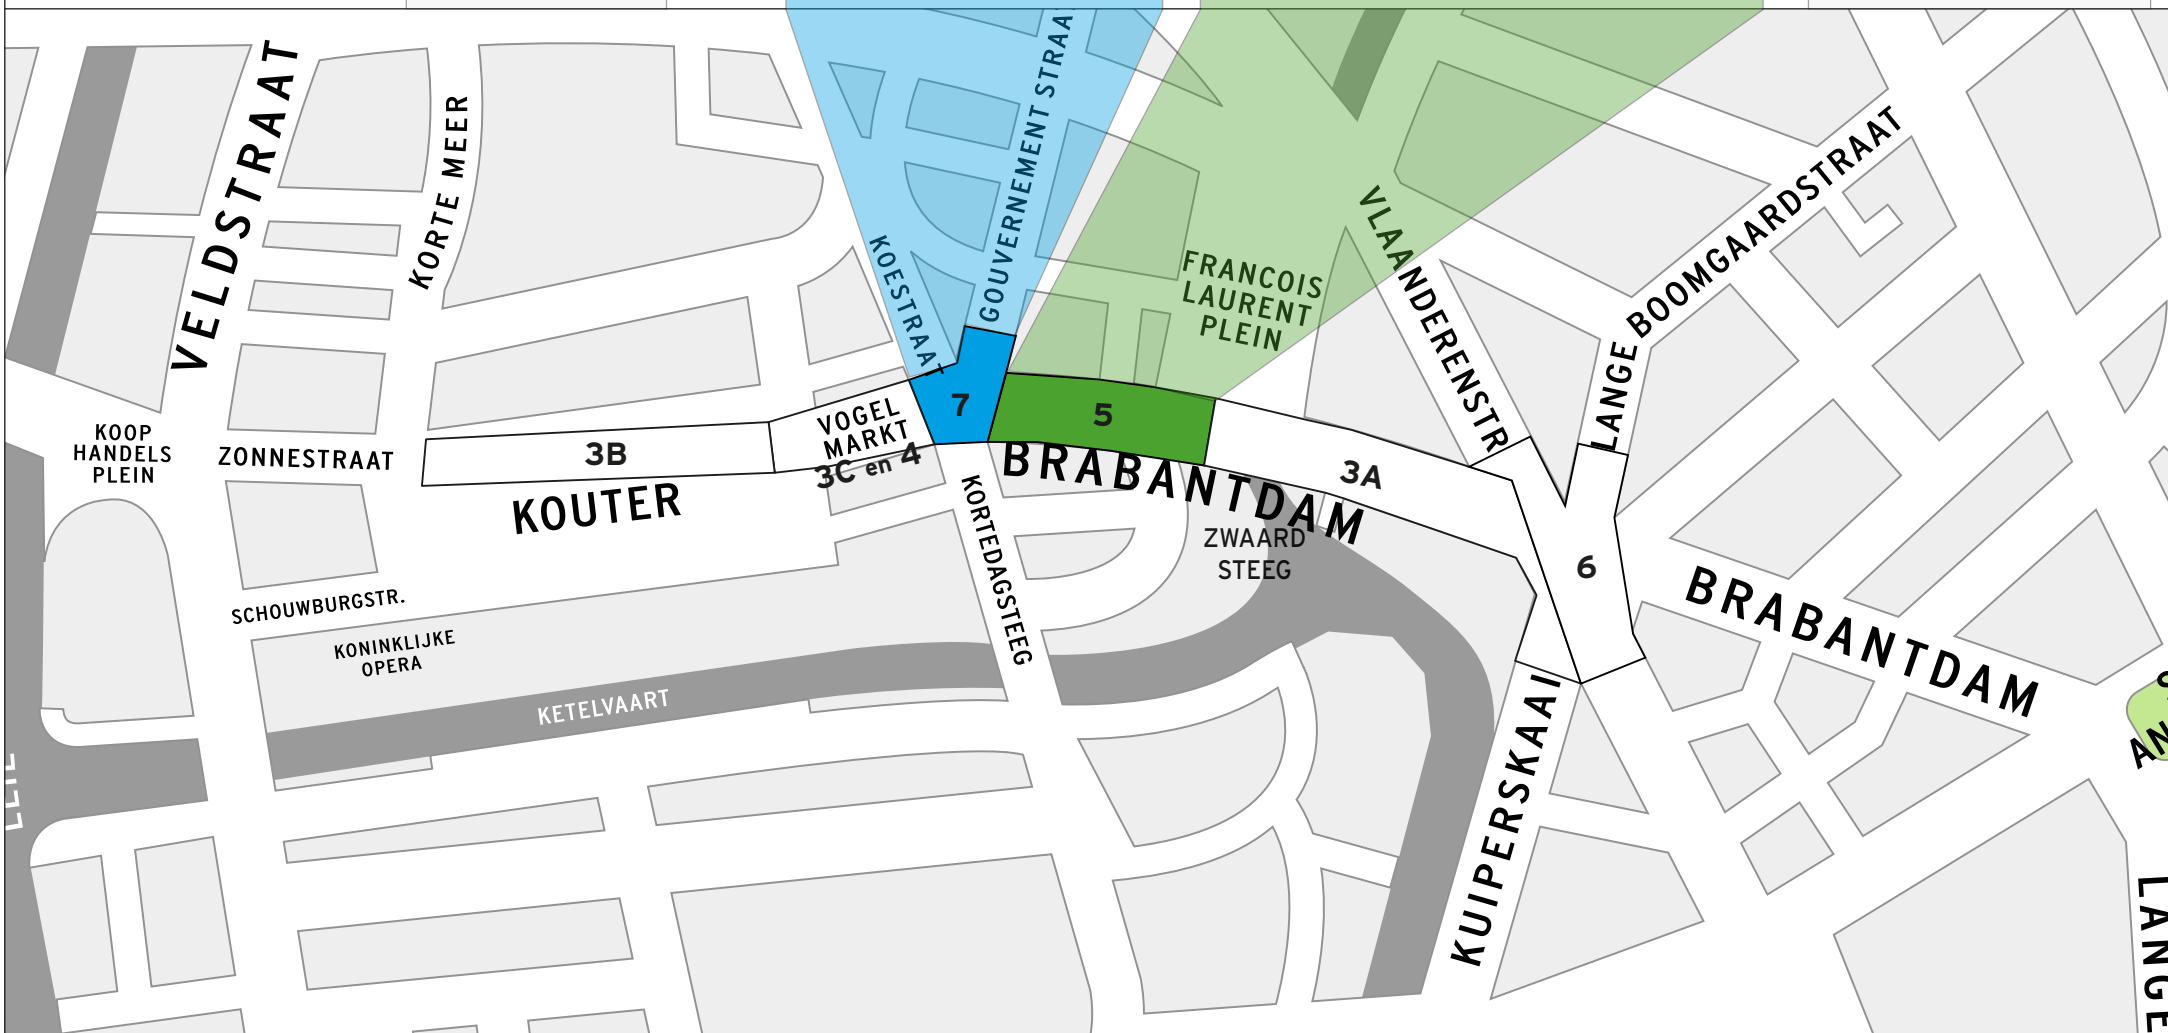 VELDSTRAAT
KORTE MEER
KOESTRAAT
GOUVERNEMENT STRAAT
FRANCOIS
LAURENT
PLEIN
VLAANDERENSTR.
LANGE BOOMGAARDSTRAAT
KOOP
HANDELS
PLEIN
ZONNESTRAAT
3B
VOGEL
MARKT
3C en 4
7
5
3A
6
KOUTER
BRABANTDAM
ZWAARD
STEEG
KORTEDAGSTEEG
BRABANTDAM
SCHOUWBURGSTR.
KONINKLIJKE
OPERA
KETELVAART
KUIPERSKAAI
LANGE